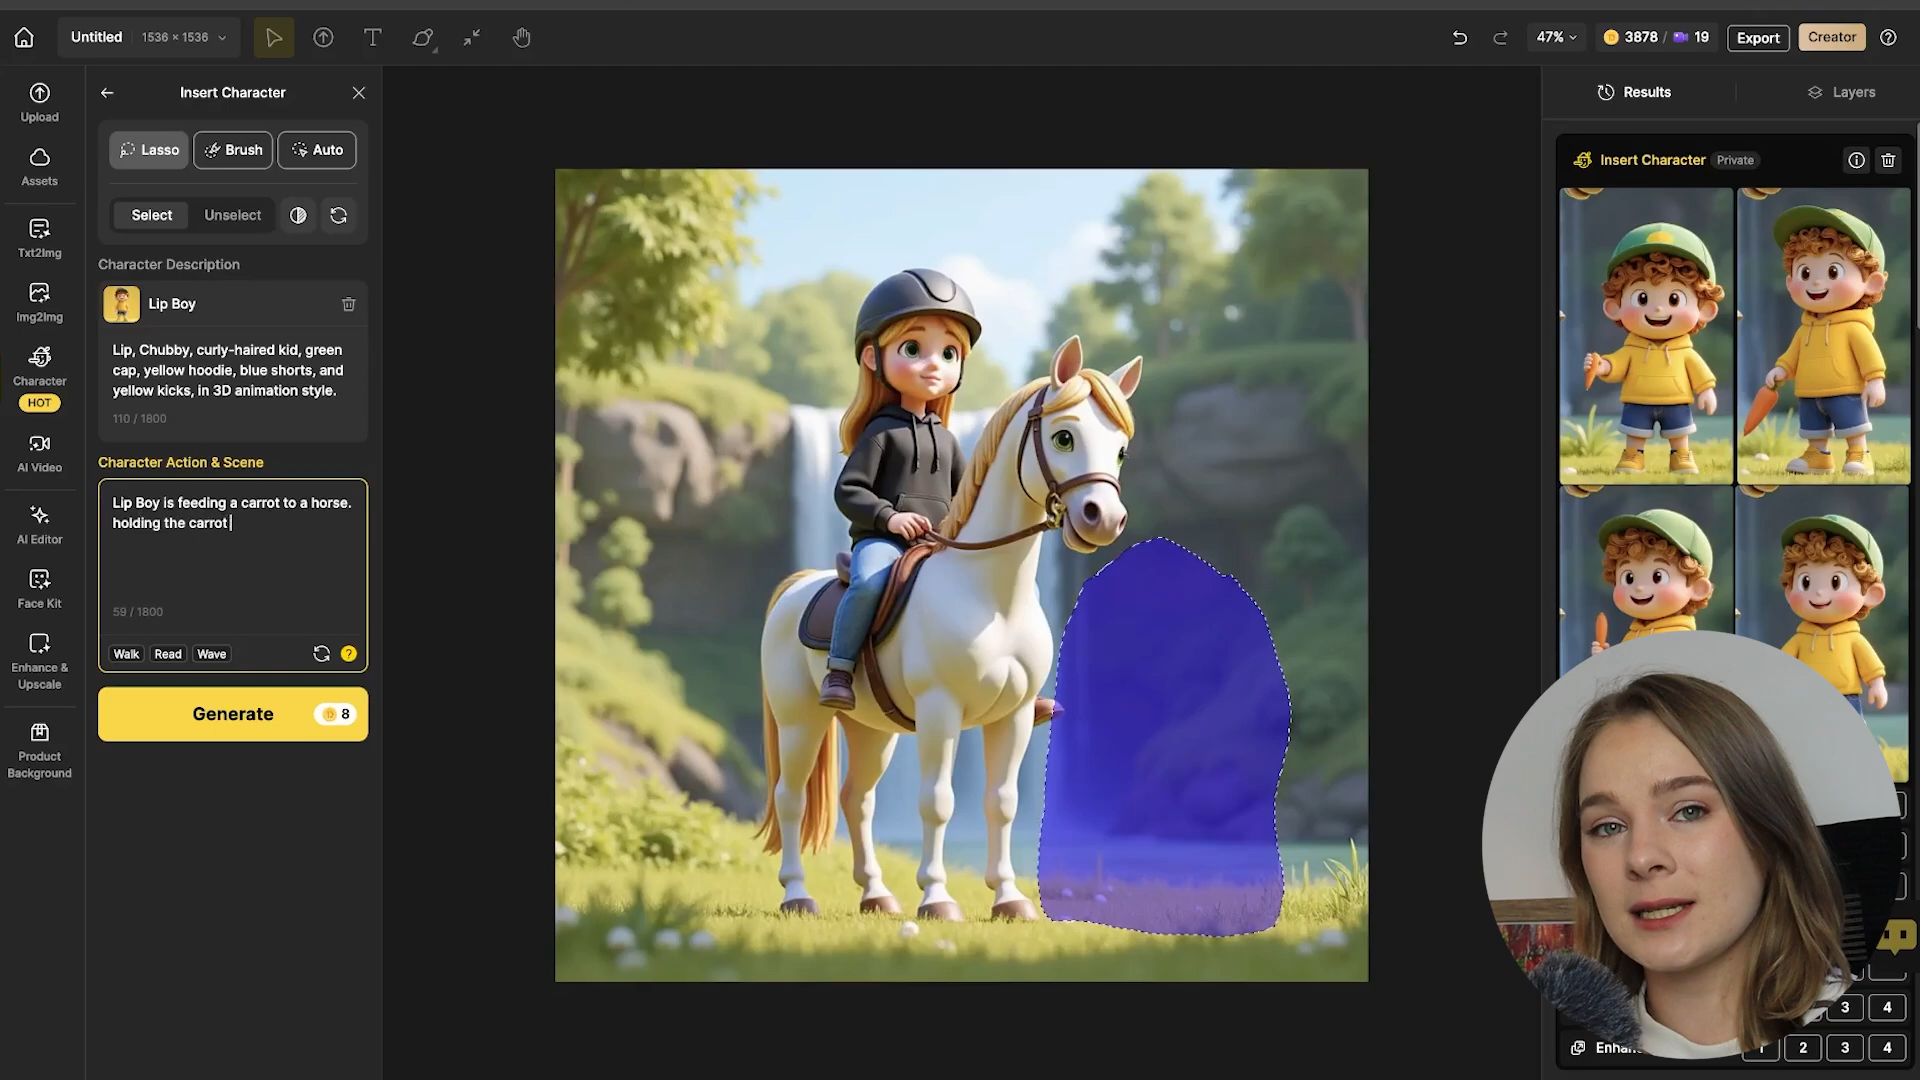 Untitled
1536 × 1536
47%
3878 / 19
Export
Creator
Upload
Assets
Txt2Img
Img2Img
Character
HOT
AI Video
AI Editor
Face Kit
Enhance &
Upscale
Product
Background
Insert Character
Lasso
Brush
Auto
Select
Unselect
Character Description
Lip Boy
Lip, Chubby, curly-haired kid, green
cap, yellow hoodie, blue shorts, and
yellow kicks, in 3D animation style.
110 / 1800
Character Action & Scene
Lip Boy is feeding a carrot to a horse.
holding the carrot
59 / 1800
Walk
Read
Wave
?
Generate
8
Results
Layers
Insert Character
Private
3
4
2
3
4